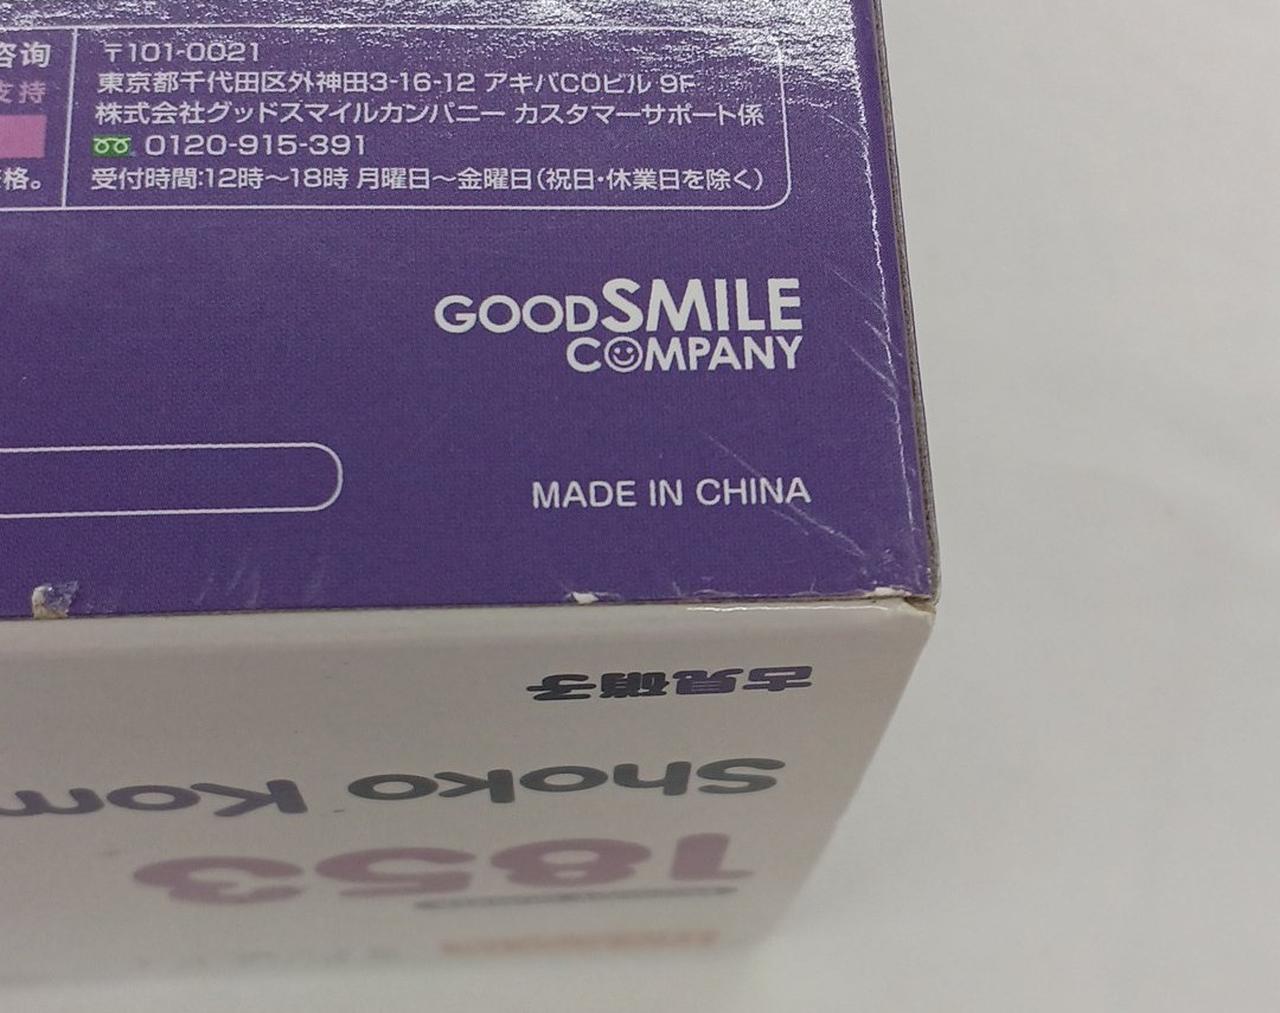 咨询
支持
格。
〒101-0021
東京都千代田区外神田3-16-12 アキバCOビル 9F
株式会社グッドスマイルカンパニー カスタマーサポート係
0120-915-391
受付時間:12時～18時 月曜日～金曜日(祝日・休業日を除く)
GOODSMILE
COMPANY
MADE IN CHINA
古見硝子
Shoko Kom
1853